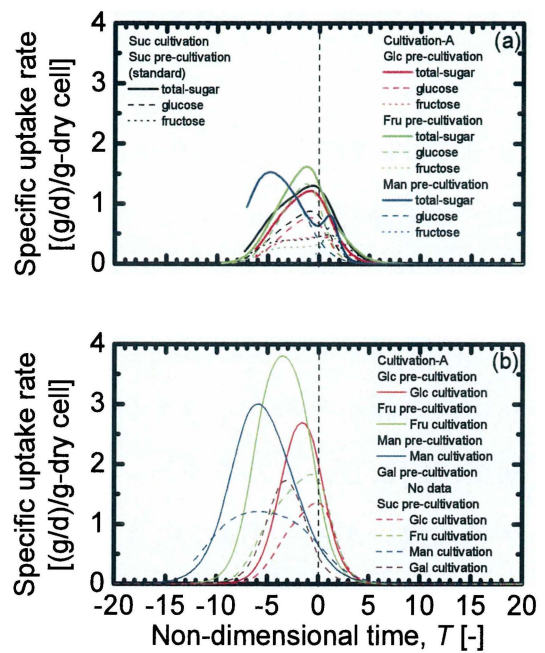 (a)
Specific uptake rate
[(g/d)/g-dry cell]
4
3
2
1
0
Suc cultivation
Suc pre-cultivation
(standard)
total-sugar
glucose
fructose
Cultivation-A
Glc pre-cultivation
total-sugar
glucose
fructose
Fru pre-cultivation
total-sugar
glucose
fructose
Man pre-cultivation
total-sugar
glucose
fructose
(b)
Specific uptake rate
[(g/d)/g-dry cell]
4
3
2
1
0
Cultivation-A
Glc pre-cultivation
Glc cultivation
Fru pre-cultivation
Fru cultivation
Man pre-cultivation
Man cultivation
Gal pre-cultivation
No data
Suc pre-cultivation
Glc cultivation
Fru cultivation
Man cultivation
Gal cultivation
-20 -15 -10 -5 0 5 10 15 20
Non-dimensional time, T [-]